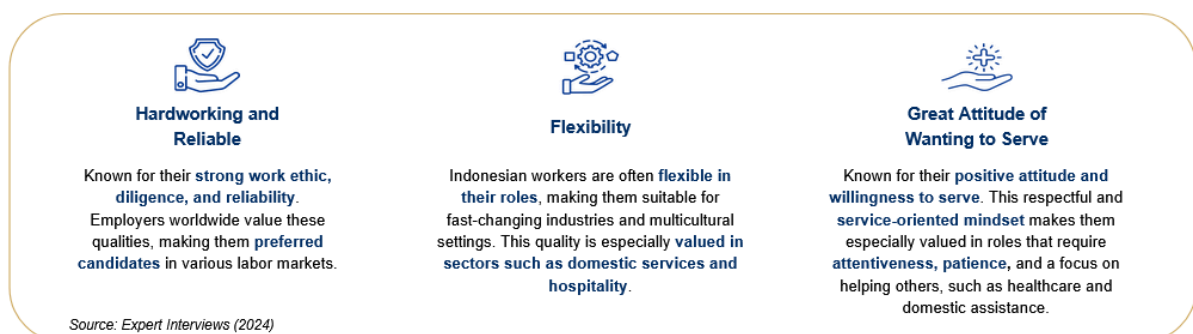 Hardworking and
Reliable
Known for their strong work ethic,
diligence, and reliability.
Employers worldwide value these
qualities, making them preferred
candidates in various labor markets.
Flexibility
Indonesian workers are often flexible in
their roles, making them suitable for
fast-changing industries and multicultural
settings. This quality is especially valued in
sectors such as domestic services and
hospitality.
Great Attitude of
Wanting to Serve
Known for their positive attitude and
willingness to serve. This respectful and
service-oriented mindset makes them
especially valued in roles that require
attentiveness, patience, and a focus on
helping others, such as healthcare and
domestic assistance.
Source: Expert Interviews (2024)